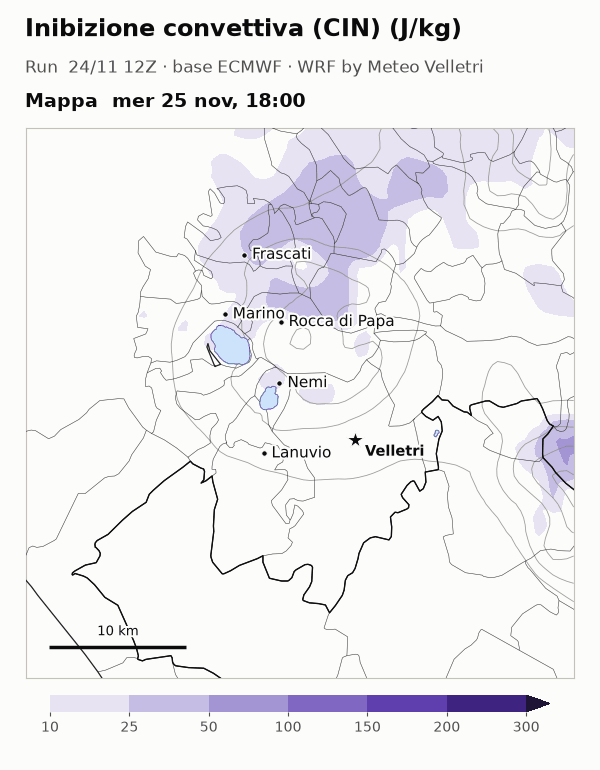 Inibizione convettiva (CIN) (J/kg)
Run  24/11 12Z · base ECMWF · WRF by Meteo Velletri
Mappa  mer 25 nov, 18:00
Frascati
Marino
Rocca di Papa
Nemi
Velletri
Lanuvio
10 km
10 25 50 100 150 200 300